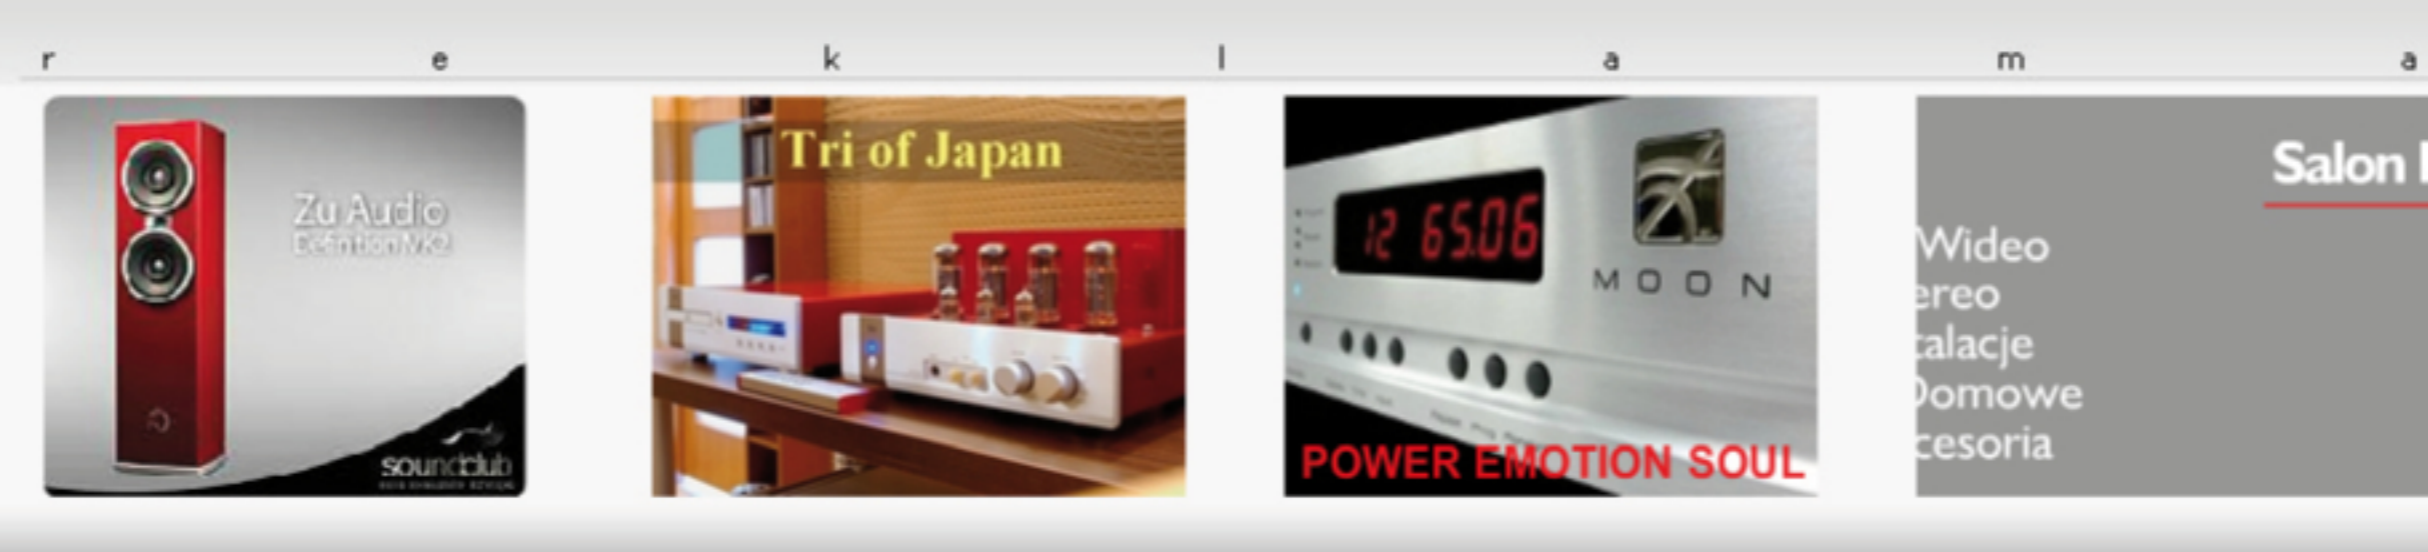 r e k l a m a
Zu Audio
Definition MK2
soundclub
Tri of Japan
12 65.06
MOON
POWER EMOTION SOUL
Salon
Wideo
ereo
talacje
Domowe
cesoria